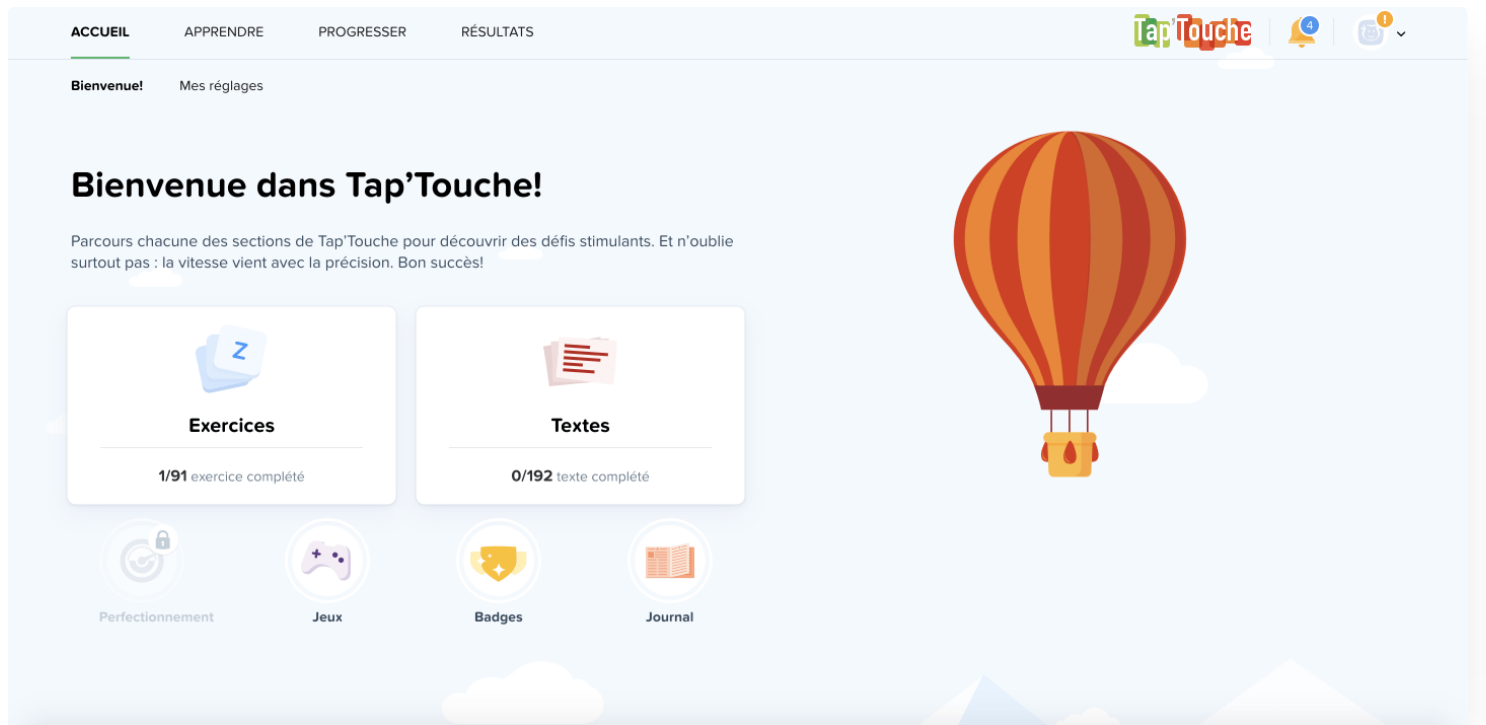 ACCUEIL APPRENDRE PROGRESSER RÉSULTATS Tap'Touche 4 !
Bienvenue! Mes réglages
Bienvenue dans Tap’Touche!
Parcours chacune des sections de Tap’Touche pour découvrir des défis stimulants. Et n’oublie
surtout pas : la vitesse vient avec la précision. Bon succès!
Z
Exercices Textes
1/91 exercice complété 0/192 texte complété
Perfectionnement Jeux Badges Journal